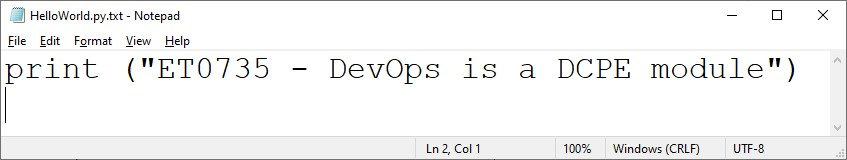 HelloWorld.py.txt - Notepad
File Edit Format View Help
print ("ET0735 - DevOps is a DCPE module")
Ln 2, Col 1 100% Windows (CRLF) UTF-8